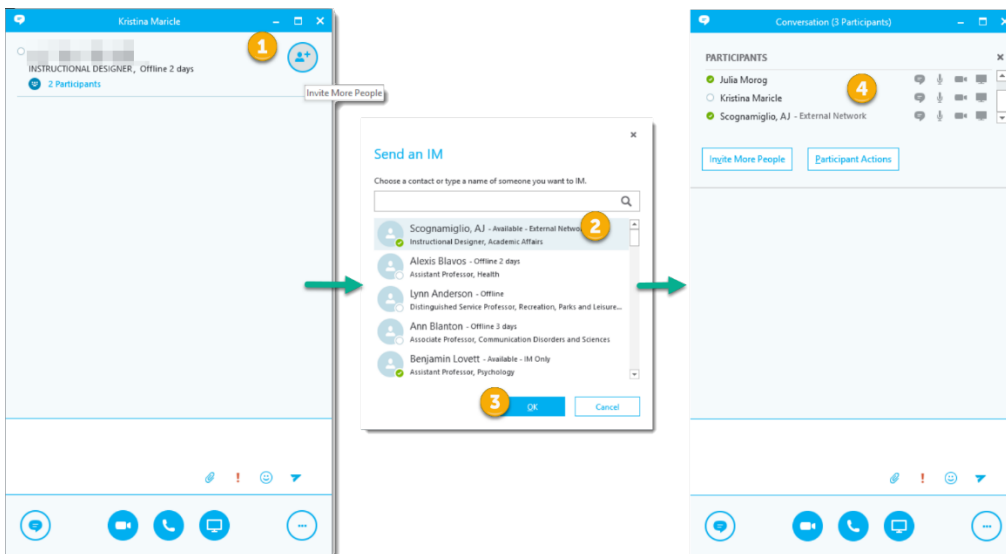 Kristina Maricle
1
INSTRUCTIONAL DESIGNER, Offline 2 days
2 Participants
Invite More People
Send an IM
Choose a contact or type a name of someone you want to IM.
Scognamiglio, AJ - Available - External Netwo
2
Instructional Designer, Academic Affairs
Alexis Blavos - Offline 2 days
Assistant Professor, Health
Lynn Anderson - Offline
Distinguished Service Professor, Recreation, Parks and Leisure...
Ann Blanton - Offline 3 days
Associate Professor, Communication Disorders and Sciences
Benjamin Lovett - Available - IM Only
Assistant Professor, Psychology
3
OK
Cancel
Conversation (3 Participants)
PARTICIPANTS
Julia Morog
4
Kristina Maricle
Scognamiglio, AJ - External Network
Invite More People
Participant Actions